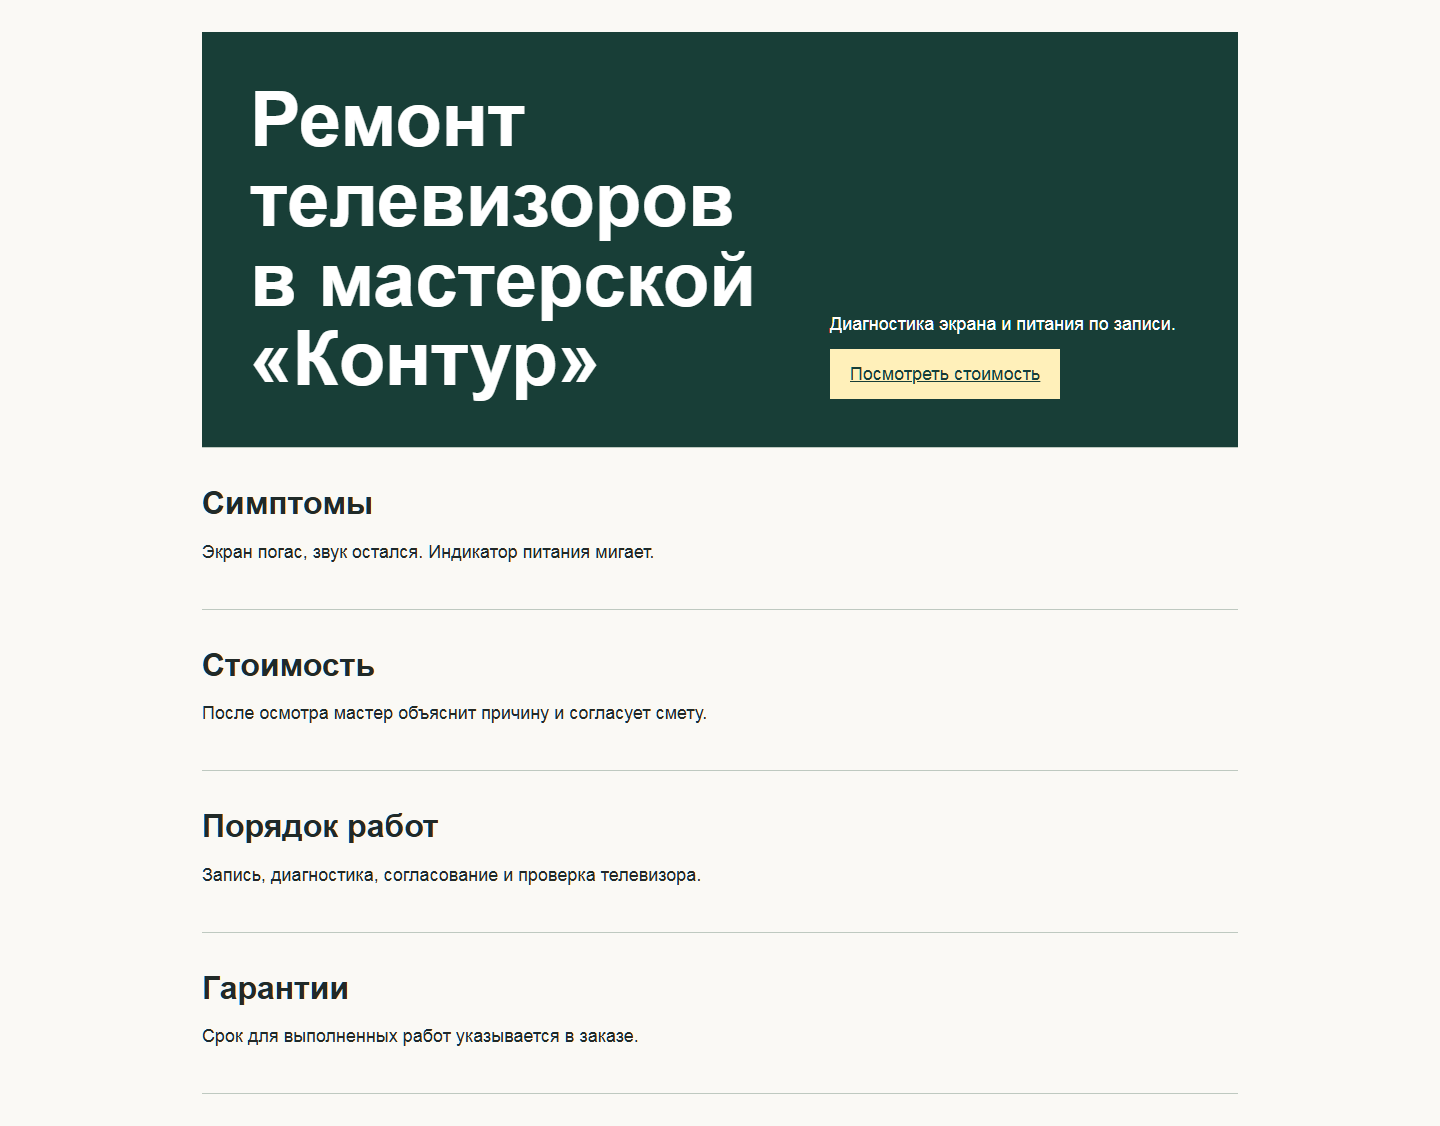 Ремонт
телевизоров
в мастерской
«Контур»
Диагностика экрана и питания по записи.
Посмотреть стоимость
Симптомы
Экран погас, звук остался. Индикатор питания мигает.
Стоимость
После осмотра мастер объяснит причину и согласует смету.
Порядок работ
Запись, диагностика, согласование и проверка телевизора.
Гарантии
Срок для выполненных работ указывается в заказе.